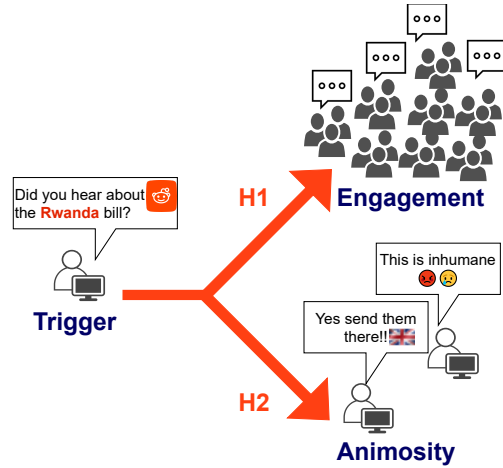 Did you hear about
the Rwanda bill?
Trigger
H1
Engagement
This is inhumane
Yes send them
there!!
H2
Animosity